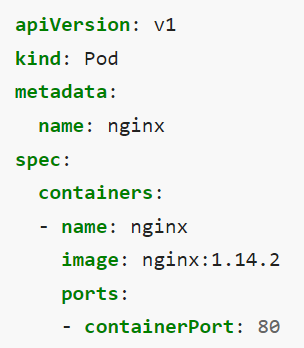 apiVersion: v1
kind: Pod
metadata:
  name: nginx
spec:
  containers:
  - name: nginx
    image: nginx:1.14.2
    ports:
    - containerPort: 80